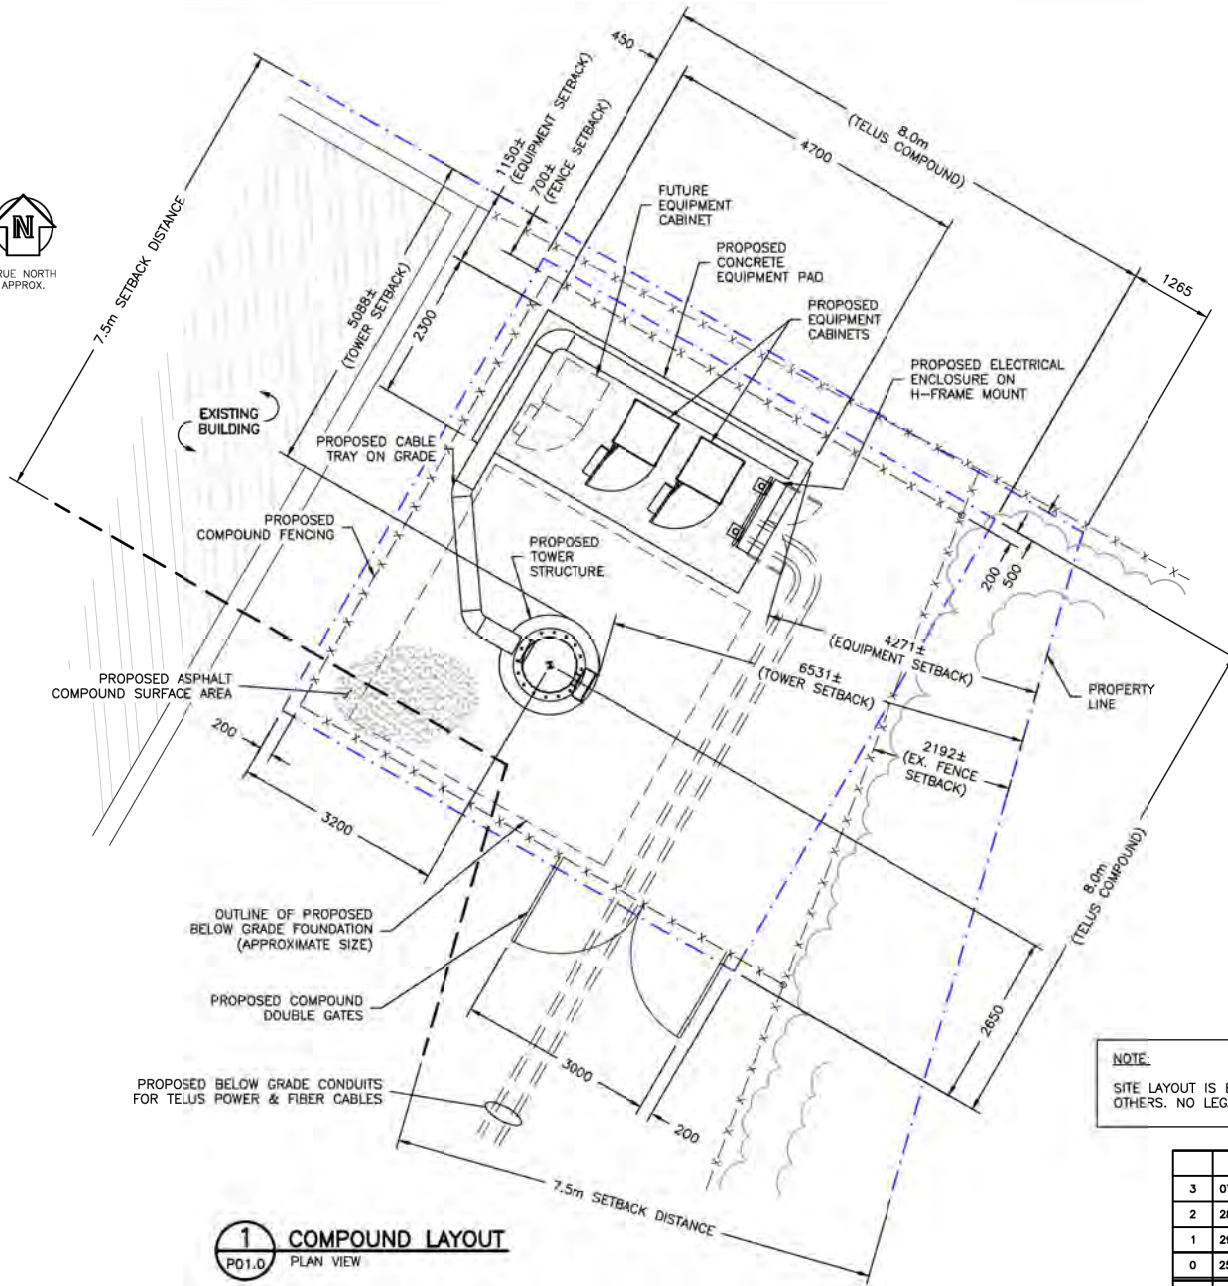 450
8.0m
(TELUS COMPOUND)
4700
1150±
(EQUIPMENT SETBACK)
700±
(FENCE SETBACK)
1265
7.5m SETBACK DISTANCE
N
TRUE NORTH
APPROX.
5088±
(TOWER SETBACK)
2300
FUTURE
EQUIPMENT
CABINET
PROPOSED
CONCRETE
EQUIPMENT PAD
PROPOSED
EQUIPMENT
CABINETS
PROPOSED ELECTRICAL
ENCLOSURE ON
H-FRAME MOUNT
EXISTING
BUILDING
PROPOSED CABLE
TRAY ON GRADE
PROPOSED
COMPOUND FENCING
PROPOSED
TOWER
STRUCTURE
200
500
4271±
(EQUIPMENT SETBACK)
6531±
(TOWER SETBACK)
PROPERTY
LINE
PROPOSED ASPHALT
COMPOUND SURFACE AREA
200
2192±
(EX. FENCE
SETBACK)
3200
8.0m
(TELUS COMPOUND)
OUTLINE OF PROPOSED
BELOW GRADE FOUNDATION
(APPROXIMATE SIZE)
PROPOSED COMPOUND
DOUBLE GATES
2650
3000
PROPOSED BELOW GRADE CONDUITS
FOR TELUS POWER & FIBER CABLES
200
7.5m SETBACK DISTANCE
NOTE:
SITE LAYOUT IS
OTHERS. NO
1
P01.0
COMPOUND LAYOUT
PLAN VIEW
3
2
1
0